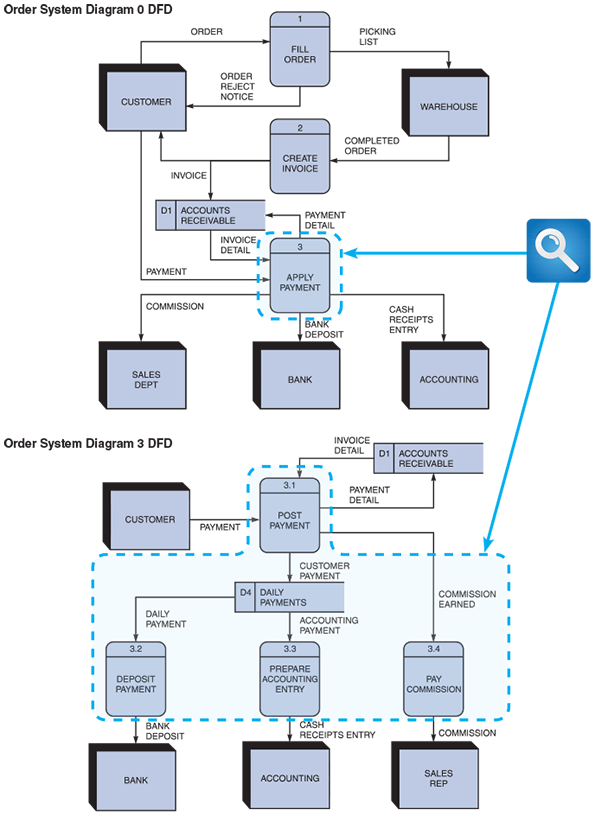 Order System Diagram 0 DFD
ORDER
1
FILL
ORDER
PICKING
LIST
ORDER
REJECT
NOTICE
CUSTOMER
WAREHOUSE
2
CREATE
INVOICE
COMPLETED
ORDER
INVOICE
D1
ACCOUNTS
RECEIVABLE
PAYMENT
DETAIL
INVOICE
DETAIL
3
APPLY
PAYMENT
PAYMENT
COMMISSION
BANK
DEPOSIT
CASH
RECEIPTS
ENTRY
SALES
DEPT
BANK
ACCOUNTING
Order System Diagram 3 DFD
INVOICE
DETAIL
D1
ACCOUNTS
RECEIVABLE
3.1
POST
PAYMENT
PAYMENT
DETAIL
CUSTOMER
PAYMENT
CUSTOMER
PAYMENT
D4
DAILY
PAYMENTS
COMMISSION
EARNED
DAILY
PAYMENT
ACCOUNTING
PAYMENT
3.2
DEPOSIT
PAYMENT
3.3
PREPARE
ACCOUNTING
ENTRY
3.4
PAY
COMMISSION
BANK
DEPOSIT
CASH
RECEIPTS ENTRY
COMMISSION
BANK
ACCOUNTING
SALES
REP